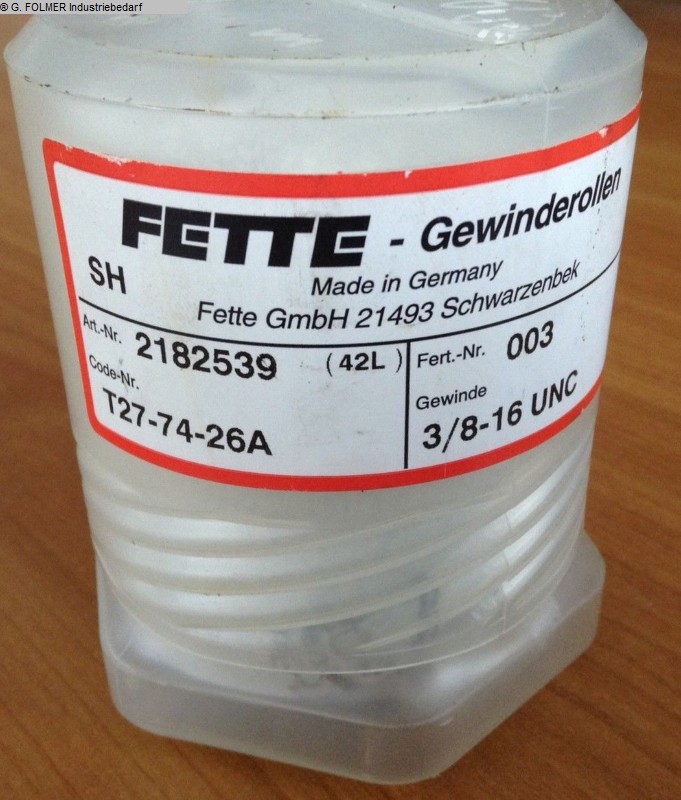 ® G. FOLMER Industriebedarf
FETTE - Gewinderollen
SH
Made in Germany
Fette GmbH 21493 Schwarzenbek
Art.-Nr. 2182539 (42L)
Code-Nr.
T27-74-26A
Fert.-Nr. 003
Gewinde
3/8-16 UNC